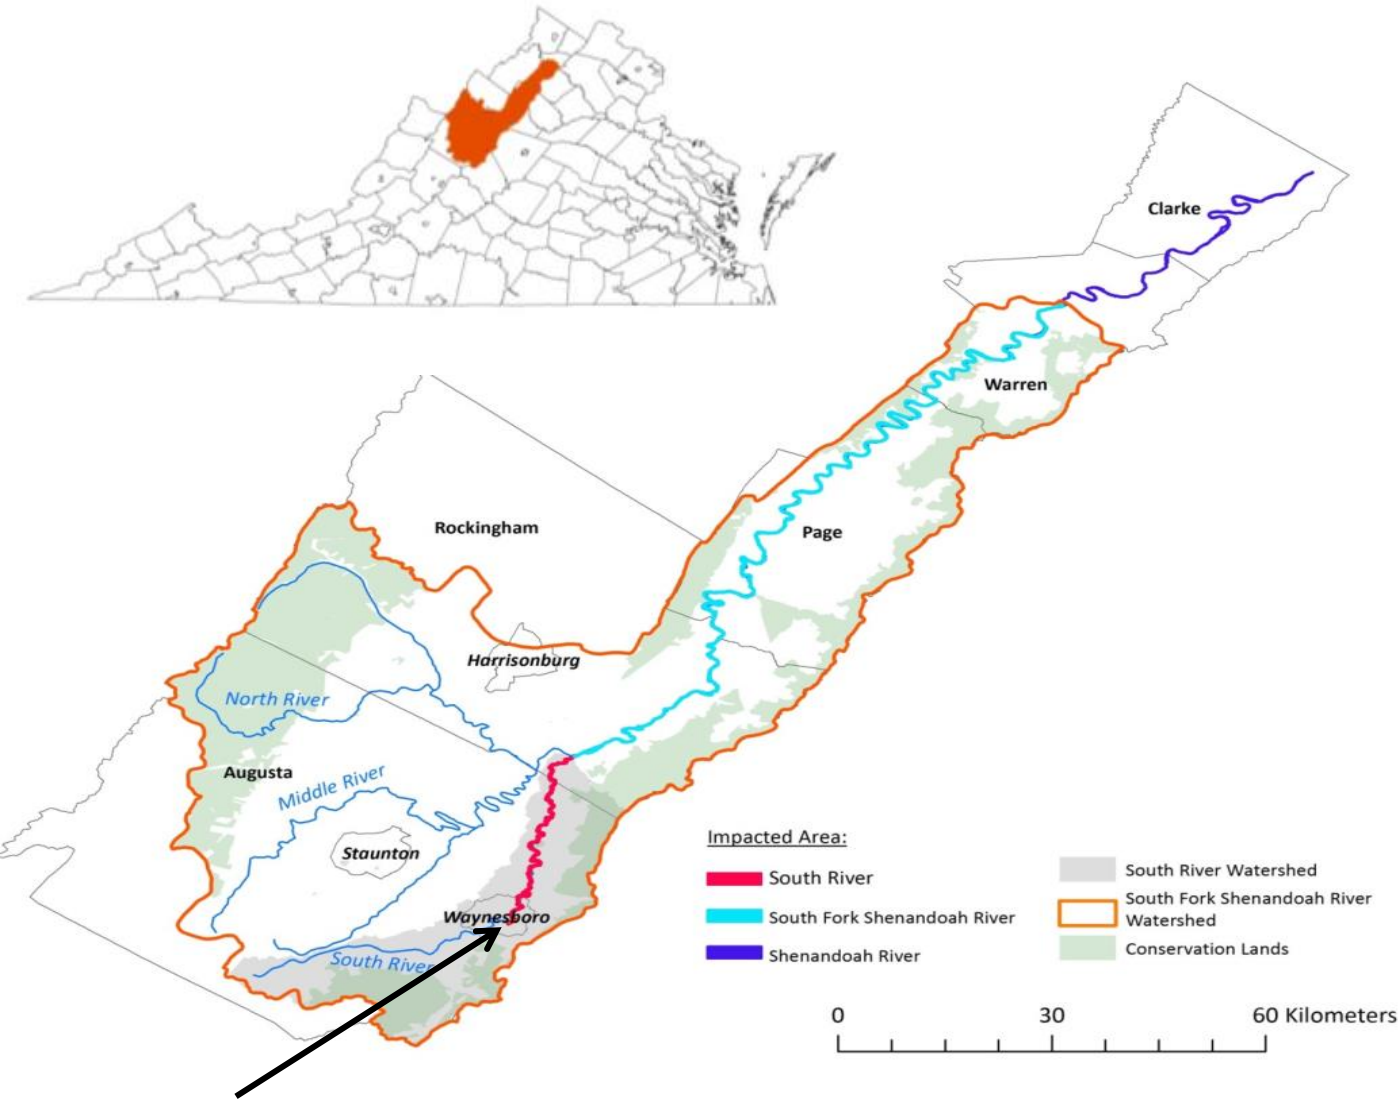 Clarke
Warren
Page
Rockingham
Harrisonburg
North River
Augusta
Middle River
Staunton
Waynesboro
South River
Impacted Area:
South River
South Fork Shenandoah River
Shenandoah River
South River Watershed
South Fork Shenandoah River
Watershed
Conservation Lands
0 30 60 Kilometers